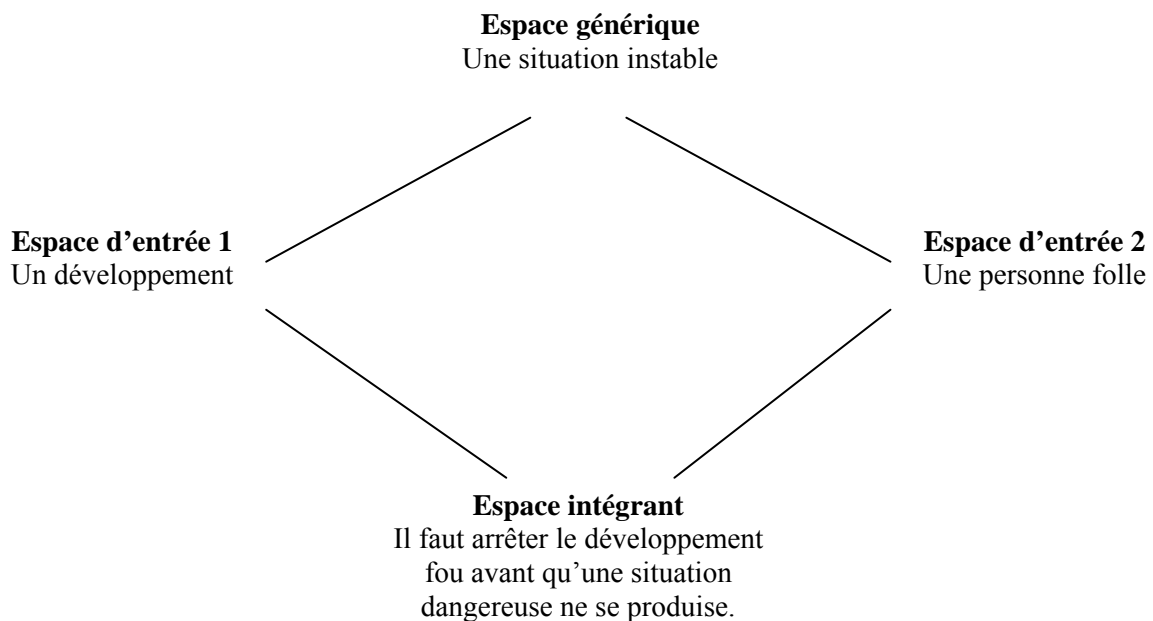 Espace générique
Une situation instable
Espace d’entrée 1
Un développement
Espace d’entrée 2
Une personne folle
Espace intégrant
Il faut arrêter le développement
fou avant qu’une situation
dangereuse ne se produise.